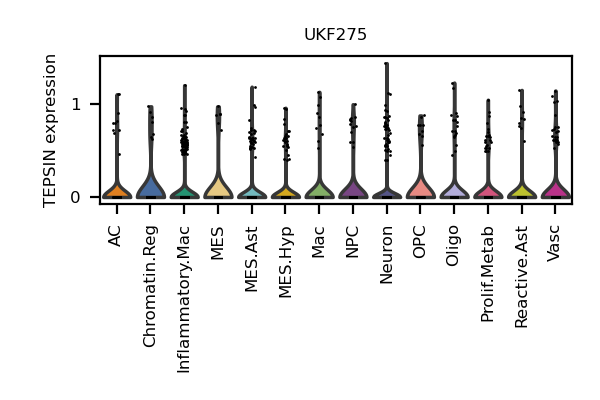 UKF275
TEPSIN expression
1
0
AC
Chromatin.Reg
Inflammatory.Mac
MES
MES.Ast
MES.Hyp
Mac
NPC
Neuron
OPC
Oligo
Prolif.Metab
Reactive.Ast
Vasc